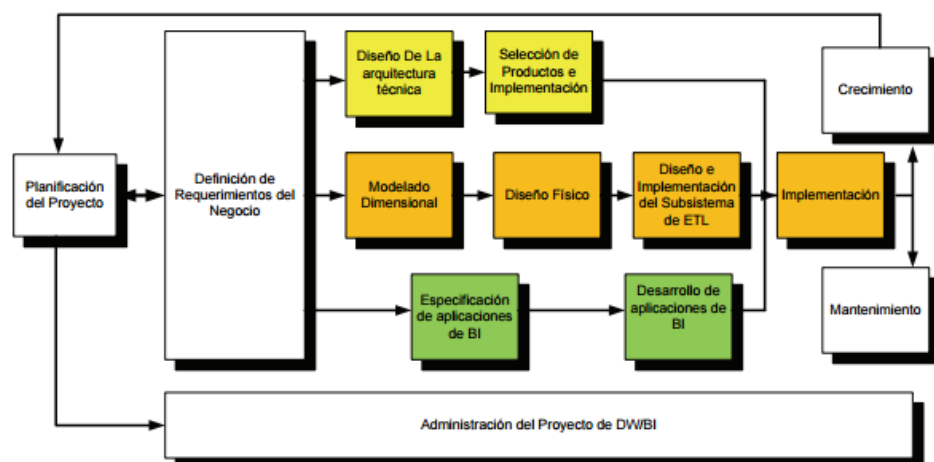 Diseño De La
arquitectura
técnica
Selección de
Productos e
Implementación
Crecimiento
Planificación
del Proyecto
Definición de
Requerimientos del
Negocio
Modelado
Dimensional
Diseño Físico
Diseño e
Implementación
del Subsistema
de ETL
Implementación
Especificación
de aplicaciones
de BI
Desarrollo de
aplicaciones de
BI
Mantenimiento
Administración del Proyecto de DW/BI